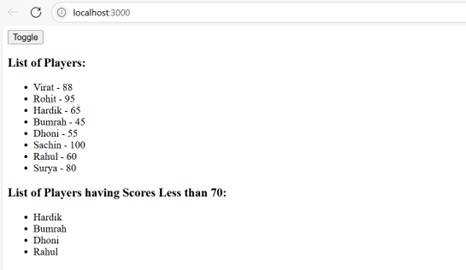 localhost:3000
Toggle
List of Players:
• Virat - 88
• Rohit - 95
• Hardik - 65
• Bumrah - 45
• Dhoni - 55
• Sachin - 100
• Rahul - 60
• Surya - 80
List of Players having Scores Less than 70:
• Hardik
• Bumrah
• Dhoni
• Rahul